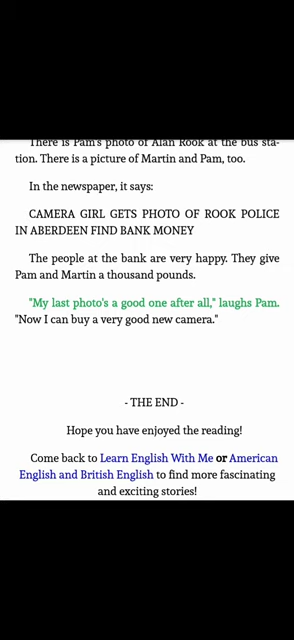 There is Pam's photo of Alan Rook at the bus sta-
tion. There is a picture of Martin and Pam, too.
In the newspaper, it says:
CAMERA GIRL GETS PHOTO OF ROOK POLICE
IN ABERDEEN FIND BANK MONEY
The people at the bank are very happy. They give
Pam and Martin a thousand pounds.
"My last photo's a good one after all," laughs Pam.
"Now I can buy a very good new camera."
- THE END -
Hope you have enjoyed the reading!
Come back to Learn English With Me or American
English and British English to find more fascinating
and exciting stories!